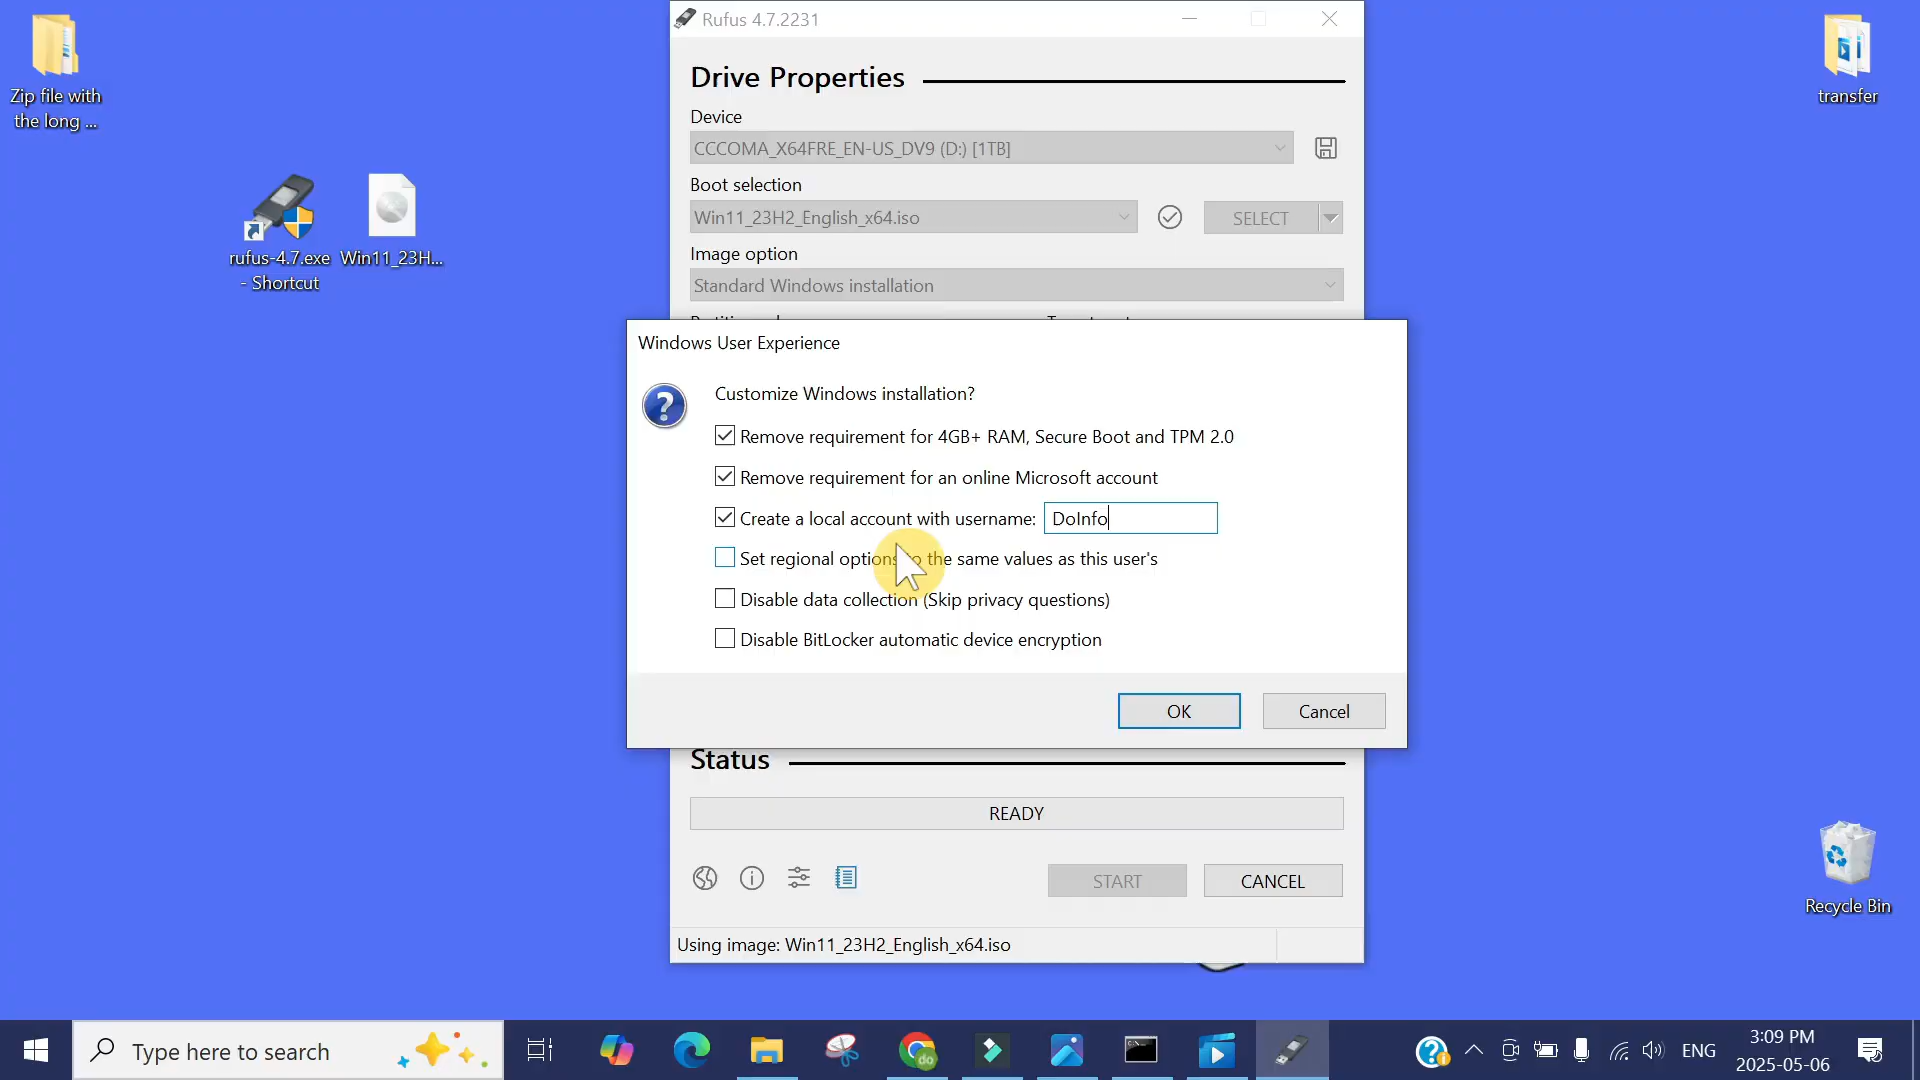 Zip file with
the long ...
rufus-4.7.exe
- Shortcut
Win11_23H...
transfer
Recycle Bin
Rufus 4.7.2231
Drive Properties
Device
CCCOMA_X64FRE_EN-US_DV9 (D:) [1TB]
Boot selection
Win11_23H2_English_x64.iso
SELECT
Image option
Standard Windows installation
Windows User Experience
Customize Windows installation?
Remove requirement for 4GB+ RAM, Secure Boot and TPM 2.0
Remove requirement for an online Microsoft account
Create a local account with username: DoInfo
Set regional options to the same values as this user's
Disable data collection (Skip privacy questions)
Disable BitLocker automatic device encryption
OK
Cancel
Status
READY
START
CANCEL
Using image: Win11_23H2_English_x64.iso
Type here to search
ENG
3:09 PM
2025-05-06